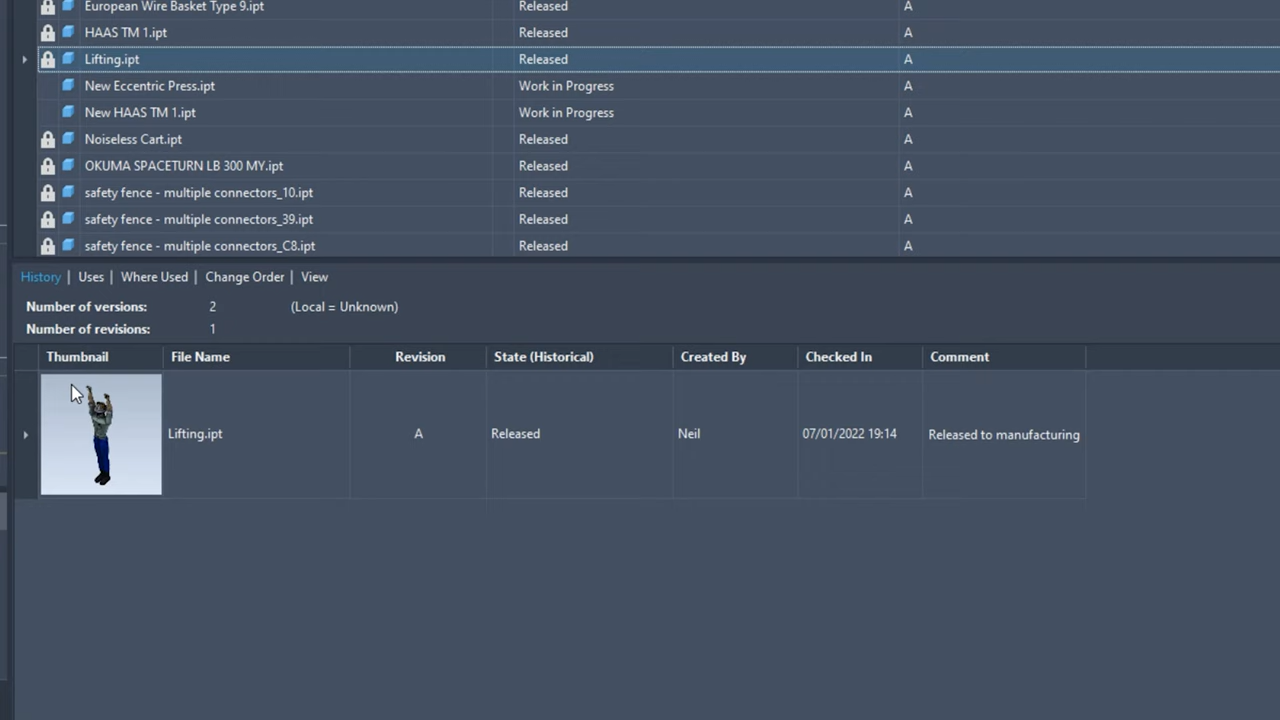 European Wire Basket Type 9.ipt Released A
HAAS TM 1.ipt Released A
Lifting.ipt Released A
New Eccentric Press.ipt Work in Progress A
New HAAS TM 1.ipt Work in Progress A
Noiseless Cart.ipt Released A
OKUMA SPACETURN LB 300 MY.ipt Released A
safety fence - multiple connectors_10.ipt Released A
safety fence - multiple connectors_39.ipt Released A
safety fence - multiple connectors_C8.ipt Released A
History | Uses | Where Used | Change Order | View
Number of versions: 2 (Local = Unknown)
Number of revisions: 1
Thumbnail File Name Revision State (Historical) Created By Checked In Comment
Lifting.ipt A Released Neil 07/01/2022 19:14 Released to manufacturing